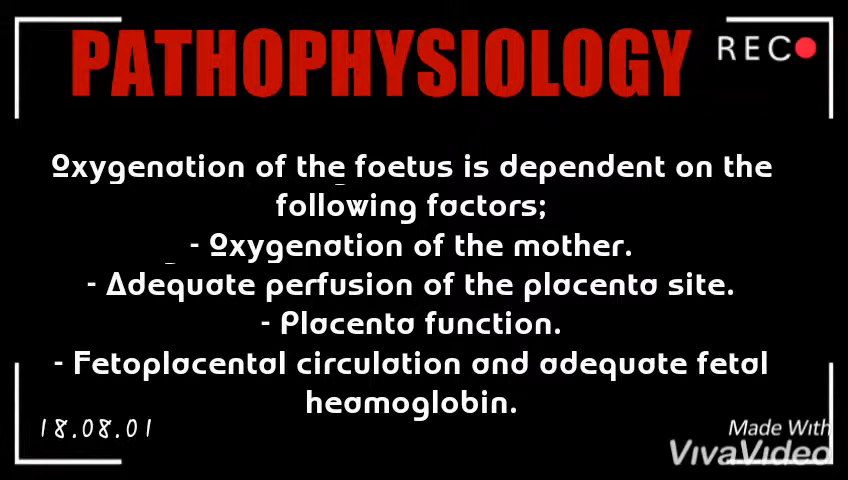 PATHOPHYSIOLOGY
REC
Oxygenation of the foetus is dependent on the
following factors;
- Oxygenation of the mother.
- Adequate perfusion of the placenta site.
- Placenta function.
- Fetoplacental circulation and adequate fetal
heamoglobin.
18.08.01
Made With
VivaVideo